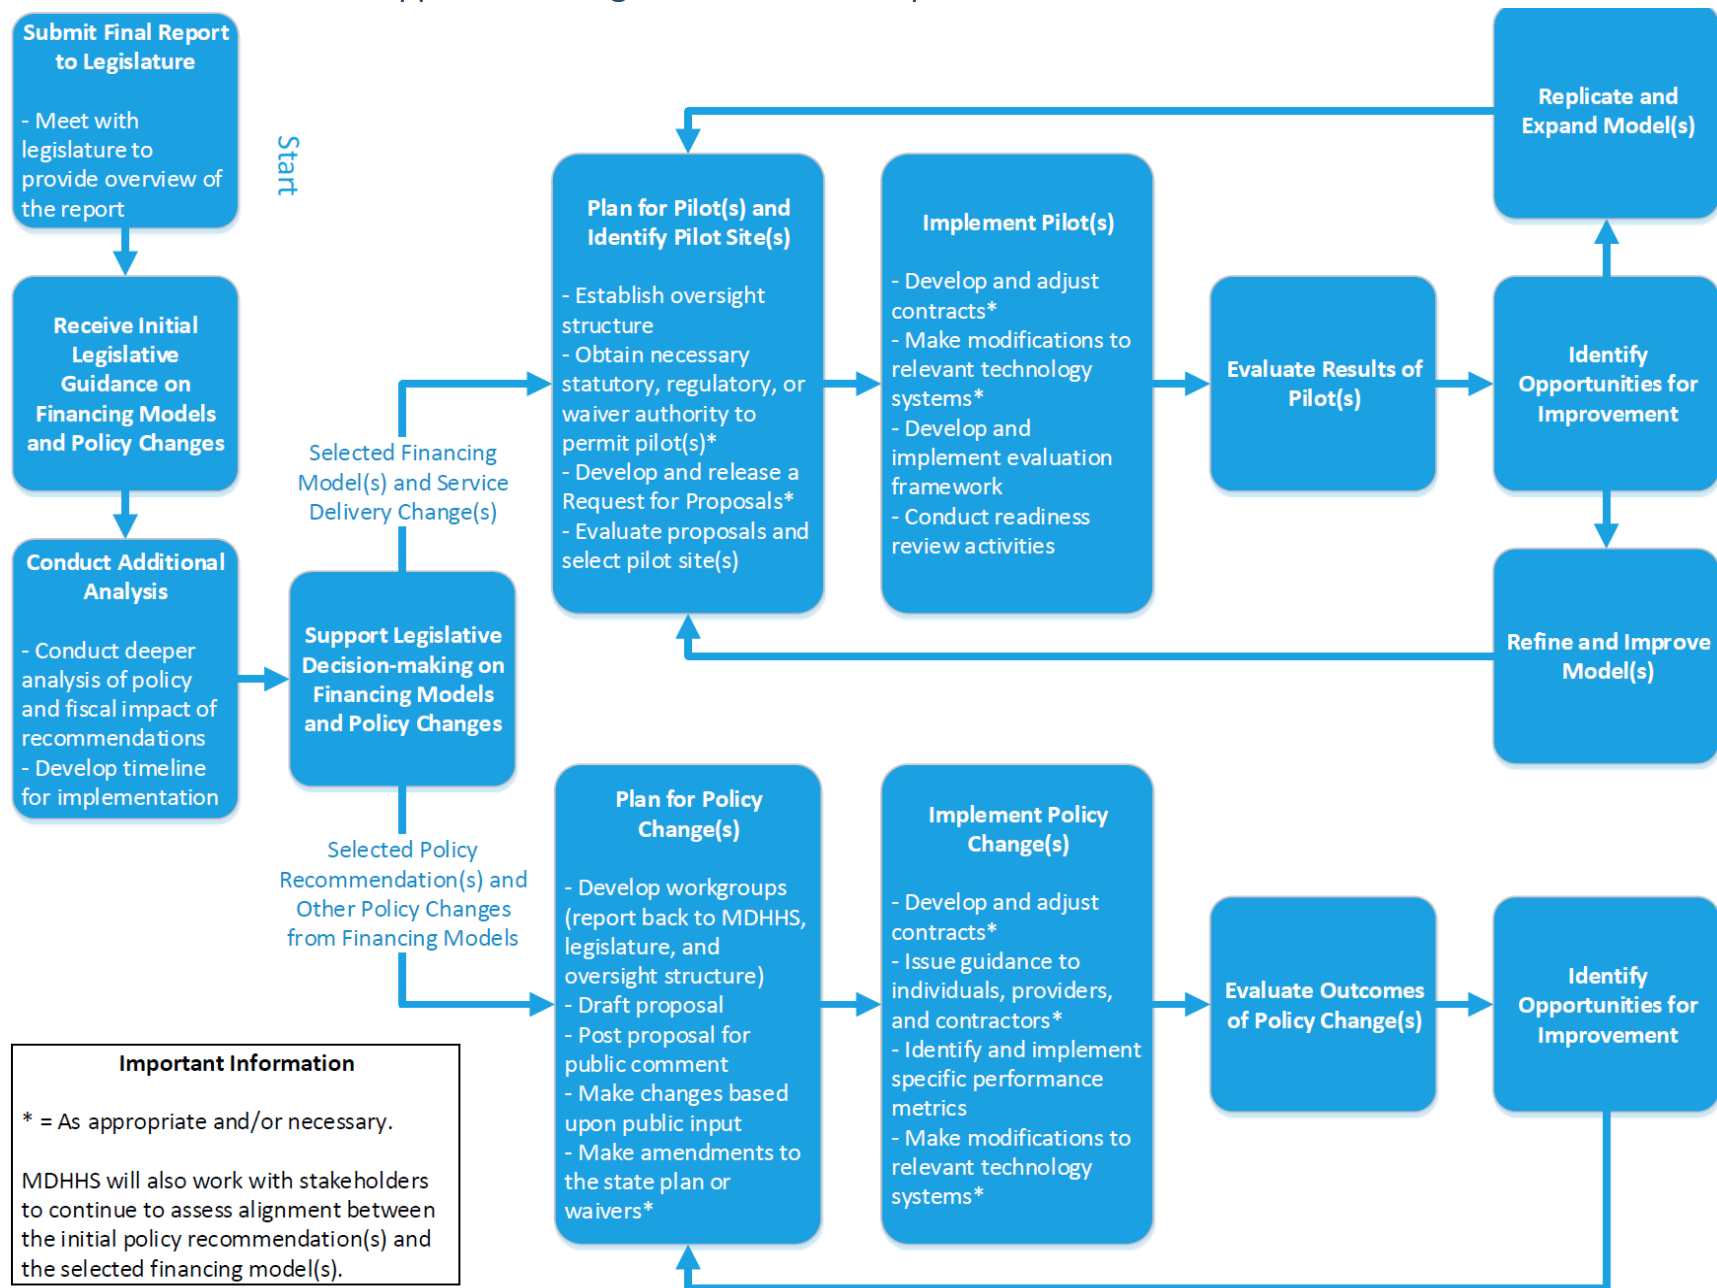 Submit Final Report
to Legislature
- Meet with
legislature to
provide overview of
the report
Start
Receive Initial
Legislative
Guidance on
Financing Models
and Policy Changes
Conduct Additional
Analysis
- Conduct deeper
analysis of policy
and fiscal impact of
recommendations
- Develop timeline
for implementation
Support Legislative
Decision-making on
Financing Models
and Policy Changes
Selected Financing
Model(s) and Service
Delivery Change(s)
Plan for Pilot(s) and
Identify Pilot Site(s)
- Establish oversight
structure
- Obtain necessary
statutory, regulatory, or
waiver authority to
permit pilot(s)*
- Develop and release a
Request for Proposals*
- Evaluate proposals and
select pilot site(s)
Implement Pilot(s)
- Develop and adjust
contracts*
- Make modifications to
relevant technology
systems*
- Develop and
implement evaluation
framework
- Conduct readiness
review activities
Evaluate Results of
Pilot(s)
Identify
Opportunities for
Improvement
Replicate and
Expand Model(s)
Refine and Improve
Model(s)
Selected Policy
Recommendation(s) and
Other Policy Changes
from Financing Models
Plan for Policy
Change(s)
- Develop workgroups
(report back to MDHHS,
legislature, and
oversight structure)
- Draft proposal
- Post proposal for
public comment
- Make changes based
upon public input
- Make amendments to
the state plan or
waivers*
Implement Policy
Change(s)
- Develop and adjust
contracts*
- Issue guidance to
individuals, providers,
and contractors*
- Identify and implement
specific performance
metrics
- Make modifications to
relevant technology
systems*
Evaluate Outcomes
of Policy Change(s)
Identify
Opportunities for
Improvement
Important Information
* = As appropriate and/or necessary.
MDHHS will also work with stakeholders
to continue to assess alignment between
the initial policy recommendation(s) and
the selected financing model(s).